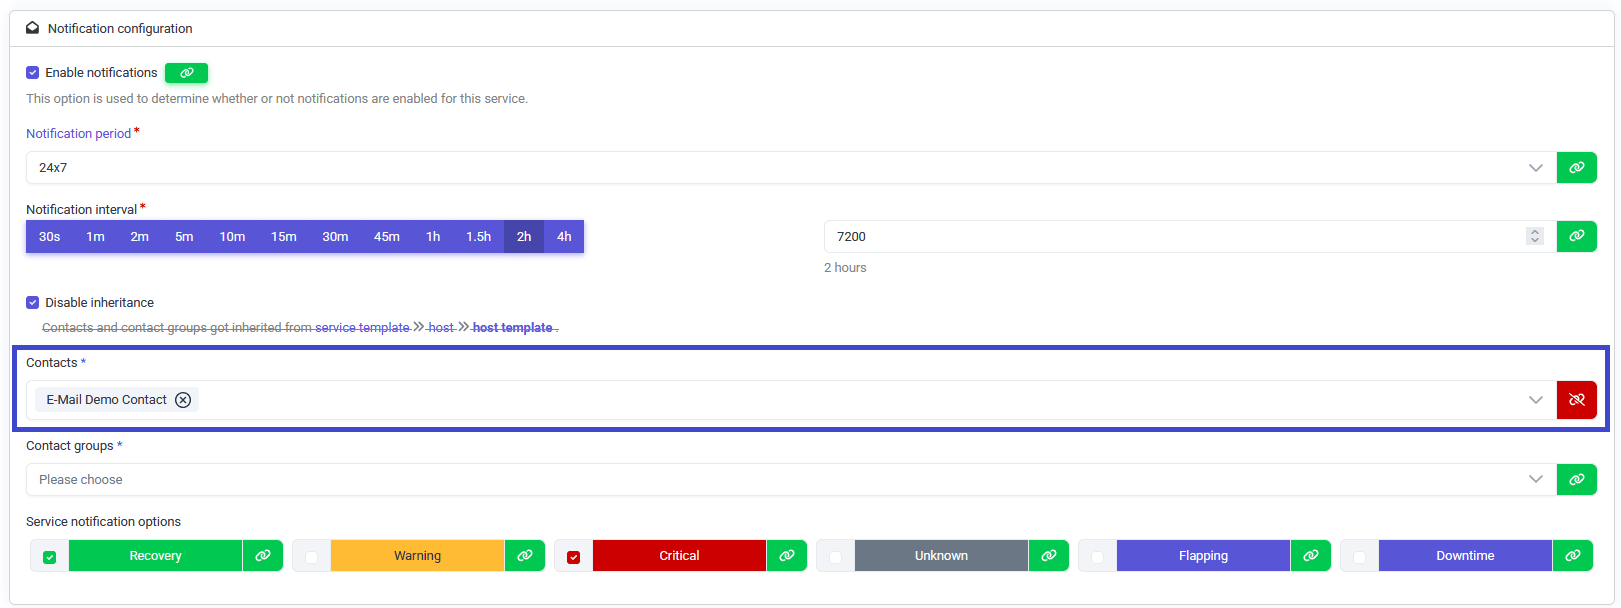 Notification configuration
Enable notifications
This option is used to determine whether or not notifications are enabled for this service.
Notification period *
24x7
Notification interval *
30s 1m 2m 5m 10m 15m 30m 45m 1h 1.5h 2h 4h
7200
2 hours
Disable inheritance
Contacts and contact groups got inherited from service template » host » host template .
Contacts *
E-Mail Demo Contact
Contact groups *
Please choose
Service notification options
Recovery Warning Critical Unknown Flapping Downtime